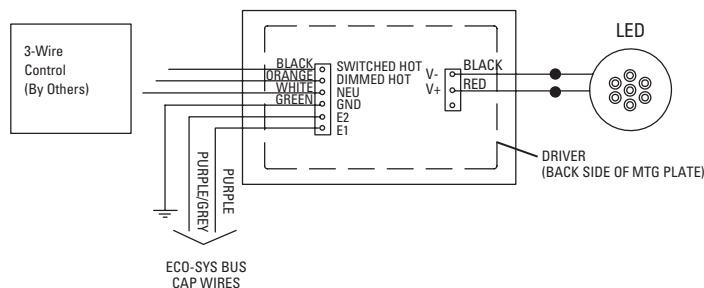 3-Wire
Control
(By Others)
BLACK
ORANGE
WHITE
GREEN
SWITCHED HOT
DIMMED HOT
NEU
GND
E2
E1
V-
V+
BLACK
RED
LED
DRIVER
(BACK SIDE OF MTG PLATE)
PURPLE/GREY
PURPLE
ECO-SYS BUS
CAP WIRES